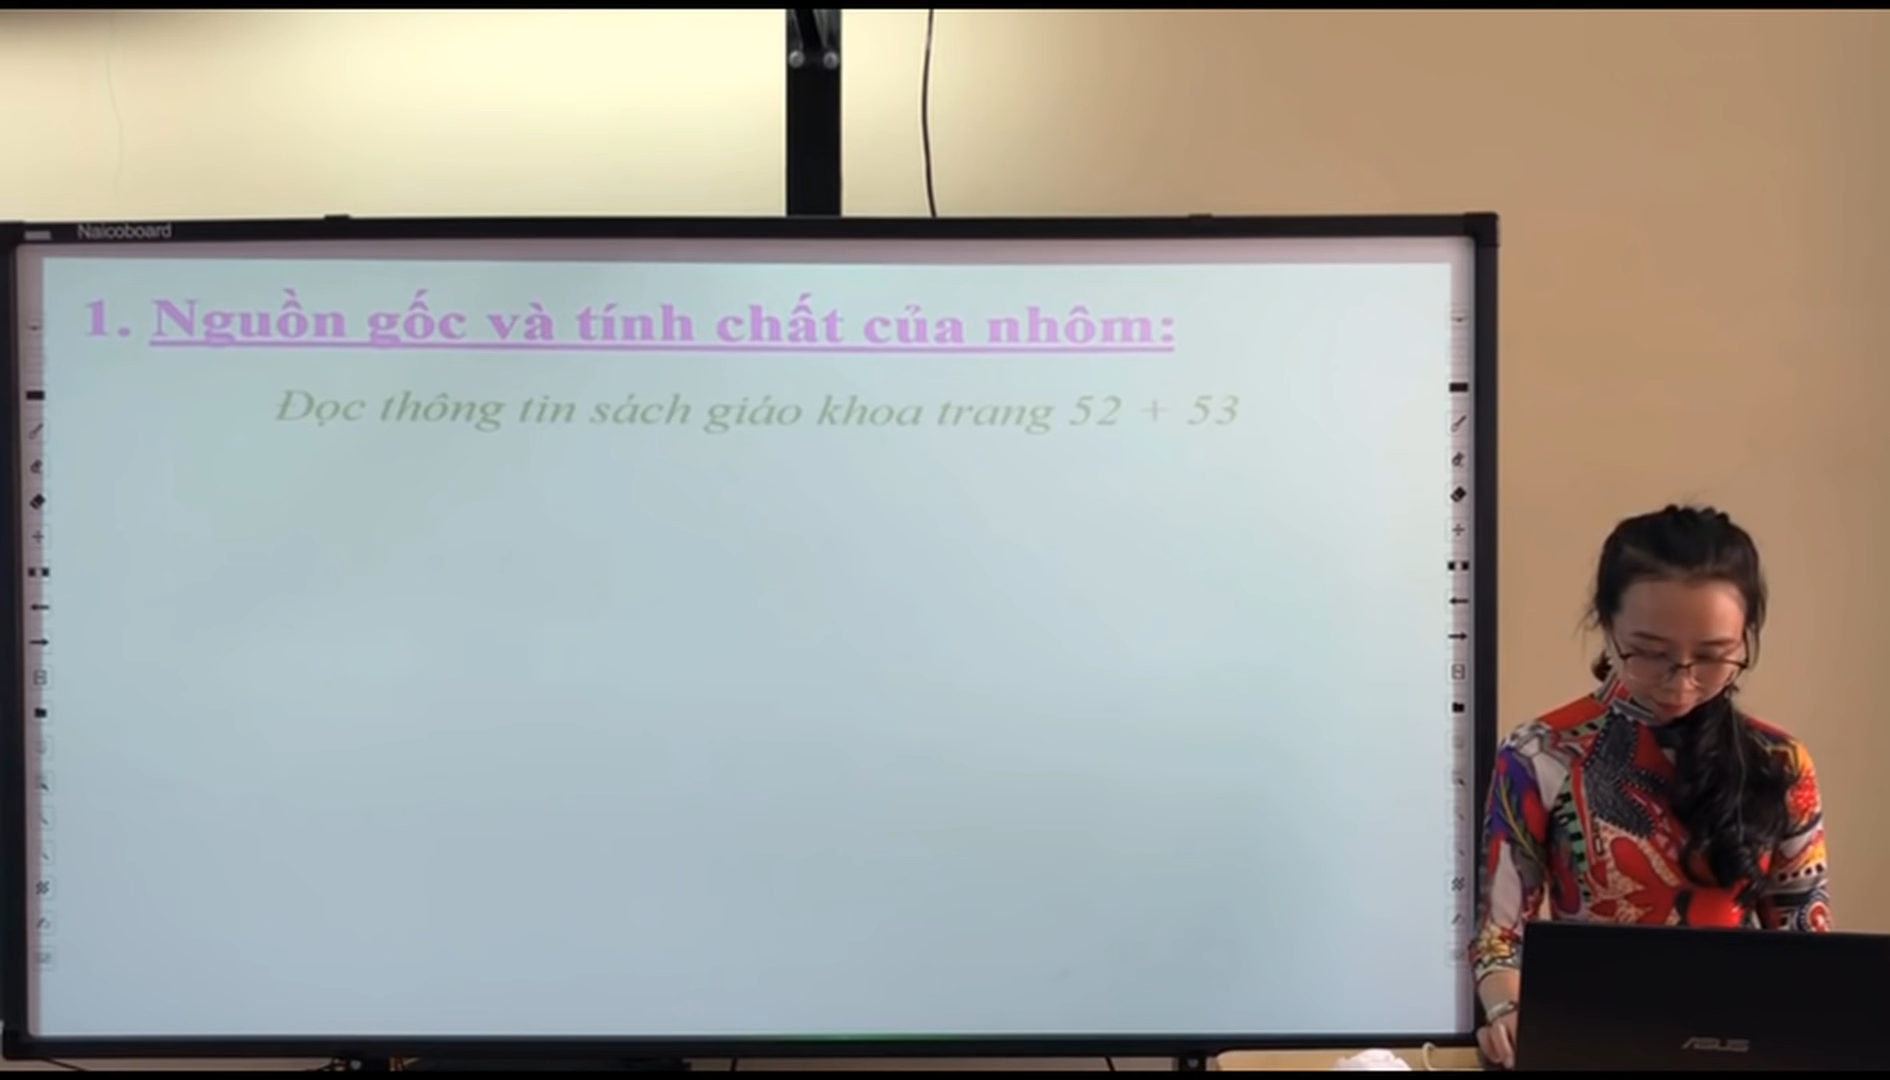 Naicoboard
1. Nguồn gốc và tính chất của nhôm:
Đọc thông tin sách giáo khoa trang 52 + 53
ASUS